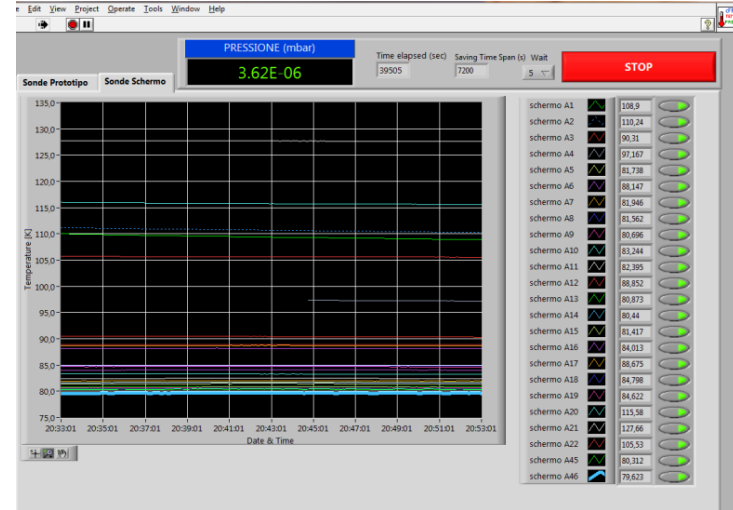 Edit View Project Operate Tools Window Help
PRESSIONE (mbar)
3.62E-06
Time elapsed (sec) Saving Time Span (s) Wait
39505 7200 5
STOP
Sonde Prototipo Sonde Schermo
135,0
130,0
125,0
120,0
115,0
110,0
105,0
100,0
95,0
90,0
85,0
80,0
75,0
Temperature [K]
20:33:01 20:35:01 20:37:01 20:39:01 20:41:01 20:43:01 20:45:01 20:47:01 20:49:01 20:51:01 20:53:01
Date & Time
schermo A1 108,9
schermo A2 110,24
schermo A3 90,31
schermo A4 97,167
schermo A5 81,738
schermo A6 88,147
schermo A7 81,946
schermo A8 81,562
schermo A9 80,696
schermo A10 83,244
schermo A11 82,395
schermo A12 88,852
schermo A13 80,873
schermo A14 80,44
schermo A15 81,417
schermo A16 84,013
schermo A17 88,675
schermo A18 84,798
schermo A19 84,622
schermo A20 115,58
schermo A21 127,66
schermo A22 105,53
schermo A45 80,312
schermo A46 79,623